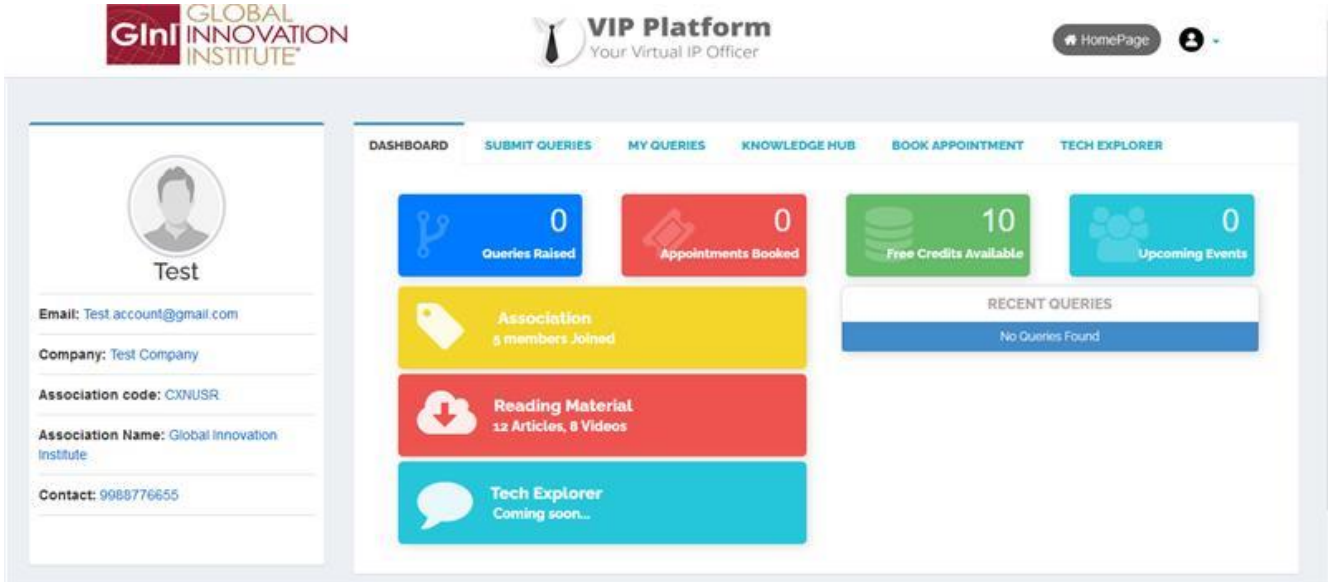 GInI GLOBAL
INNOVATION
INSTITUTE
VIP Platform
Your Virtual IP Officer
HomePage
Test
Email: Test.account@gmail.com
Company: Test Company
Association code: CXNUSR
Association Name: Global Innovation
Institute
Contact: 9988776655
DASHBOARD SUBMIT QUERIES MY QUERIES KNOWLEDGE HUB BOOK APPOINTMENT TECH EXPLORER
0
Queries Raised
0
Appointments Booked
10
Free Credits Available
0
Upcoming Events
Association
5 members Joined
Reading Material
12 Articles, 8 Videos
Tech Explorer
Coming soon...
RECENT QUERIES
No Queries Found